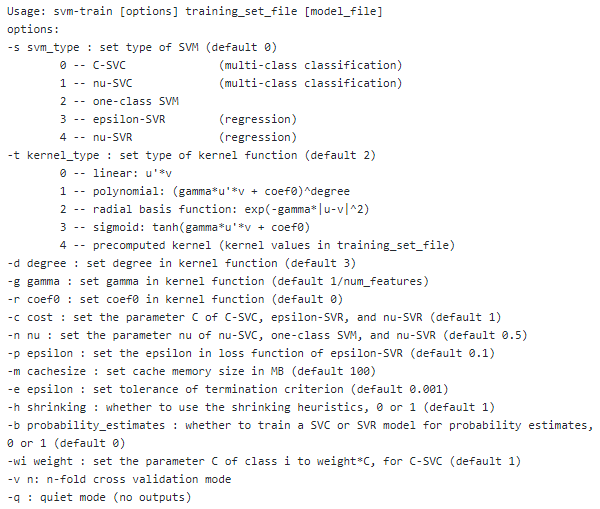 Usage: svm-train [options] training_set_file [model_file]
options:
-s svm_type : set type of SVM (default 0)
        0 -- C-SVC              (multi-class classification)
        1 -- nu-SVC             (multi-class classification)
        2 -- one-class SVM
        3 -- epsilon-SVR        (regression)
        4 -- nu-SVR             (regression)
-t kernel_type : set type of kernel function (default 2)
        0 -- linear: u'*v
        1 -- polynomial: (gamma*u'*v + coef0)^degree
        2 -- radial basis function: exp(-gamma*|u-v|^2)
        3 -- sigmoid: tanh(gamma*u'*v + coef0)
        4 -- precomputed kernel (kernel values in training_set_file)
-d degree : set degree in kernel function (default 3)
-g gamma : set gamma in kernel function (default 1/num_features)
-r coef0 : set coef0 in kernel function (default 0)
-c cost : set the parameter C of C-SVC, epsilon-SVR, and nu-SVR (default 1)
-n nu : set the parameter nu of nu-SVC, one-class SVM, and nu-SVR (default 0.5)
-p epsilon : set the epsilon in loss function of epsilon-SVR (default 0.1)
-m cachesize : set cache memory size in MB (default 100)
-e epsilon : set tolerance of termination criterion (default 0.001)
-h shrinking : whether to use the shrinking heuristics, 0 or 1 (default 1)
-b probability_estimates : whether to train a SVC or SVR model for probability estimates,
0 or 1 (default 0)
-wi weight : set the parameter C of class i to weight*C, for C-SVC (default 1)
-v n: n-fold cross validation mode
-q : quiet mode (no outputs)